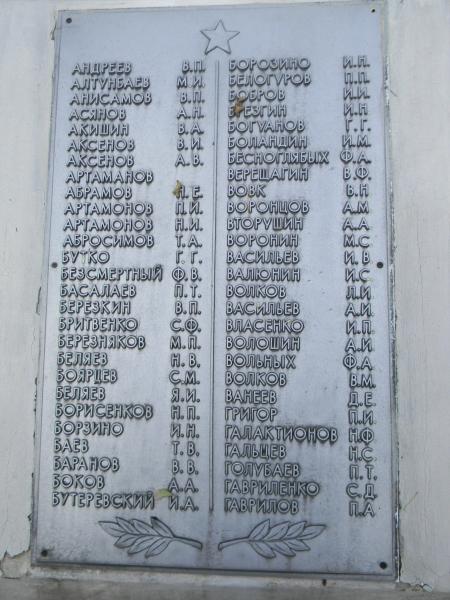 АНДРЕЕВ В.П.
АЛТУНБАЕВ М.И.
АНИСАМОВ В.П.
АСЯНОВ А.Н.
АКИШИН В.А.
АКСЕНОВ В.И.
АКСЕНОВ А.В.
АРТАМАНОВ
АБРАМОВ Н.Е.
АРТАМОНОВ П.И.
АРТАМОНОВ Н.И.
АБРОСИМОВ Т.А.
БУТКО Г.Г.
БЕЗСМЕРТНЫЙ Ф.В.
БАСАЛАЕВ П.Т.
БЕРЕЗКИН В.П.
БРИТВЕНКО С.Ф.
БЕРЕЗНЯКОВ М.П.
БЕЛЯЕВ Н.В.
БОЯРЦЕВ С.М.
БЕЛЯЕВ Я.И.
БОРИСЕНКОВ Н.П.
БОРЗИНО И.Н.
БАЕВ Т.В.
БАРАНОВ В.В.
БОКОВ А.А.
БУТЕРЕВСКИЙ И.А.
БОРОЗИНО И.Н.
БЕЛОГУРОВ П.П.
БОБРОВ И.И.
БРЕЗГИН И.Н
БОГУАНОВ Г.Г.
БОЛАНДИН И.М.
БЕСНОГЛЯБЫХ Ф.А.
ВЕРЕЩАГИН В.Ф.
ВОВК В.Н
ВОРОНЦОВ А.М
ВТОРУШИН А.А
ВОРОНИН М.С.
ВАСИЛЬЕВ И.В
ВАЛЮНИН И.С
ВОЛКОВ Л.И
ВАСИЛЬЕВ А.И.
ВЛАСЕНКО И.П.
ВОЛОШИН А.И
ВОЛЬНЫХ Ф.А
ВОЛКОВ В.М.
ВАНЕЕВ Д.Е.
ГРИГОР П.И
ГАЛАКТИОНОВ Н.Ф.
ГАЛЬЦЕВ Н.С.
ГОЛУБАЕВ П.Т.
ГАВРИЛЕНКО С.Д.
ГАВРИЛОВ П.А